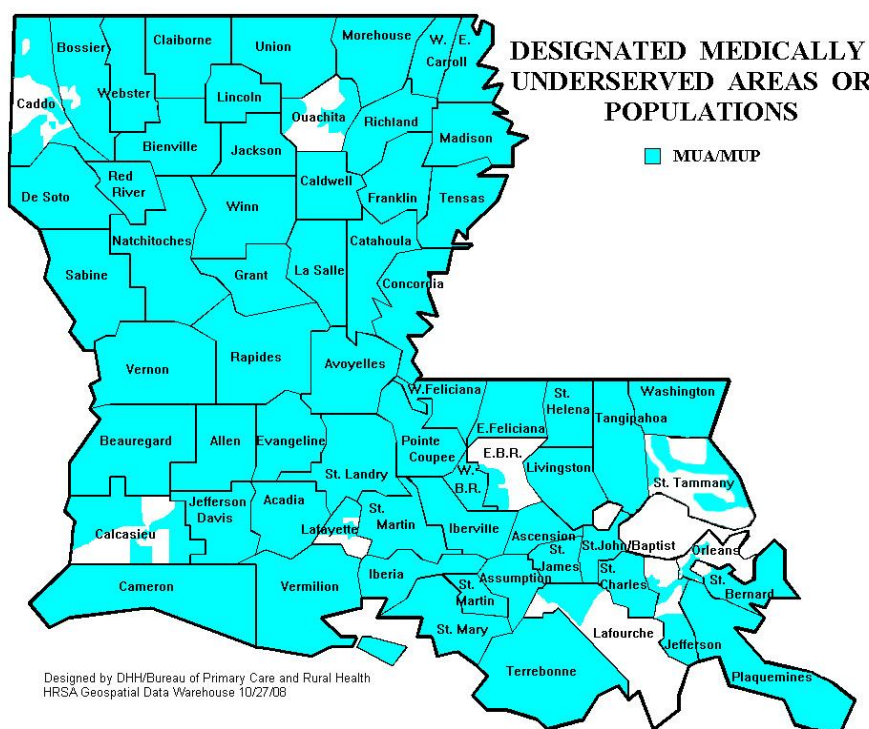 DESIGNATED MEDICALLY
UNDERSERVED AREAS OR
POPULATIONS
MUA/MUP
Caddo
Bossier
Webster
Claiborne
Lincoln
Union
Morehouse
W.
Carroll
E.
Ouachita
Richland
Madison
Bienville
Jackson
Caldwell
Franklin
Tensas
De Soto
Red
River
Natchitoches
Winn
Catahoula
Sabine
Grant
La Salle
Concordia
Vernon
Rapides
Avoyelles
W.Feliciana
E.Feliciana
St.
Helena
Tangipahoa
Washington
Beauregard
Allen
Evangeline
St. Landry
Pointe
Coupee
W.
B.R.
E.B.R.
Livingston
St. Tammany
Calcasieu
Jefferson
Davis
Acadia
Lafayette
St.
Martin
Iberville
Ascension
St.
James
St.John/Baptist
Orleans
Cameron
Vermilion
Iberia
St.
Martin
Assumption
St.
Charles
St.
Bernard
St. Mary
Terrebonne
Lafourche
Jefferson
Plaquemines
Designed by DHH/Bureau of Primary Care and Rural Health
HRSA Geospatial Data Warehouse 10/27/08